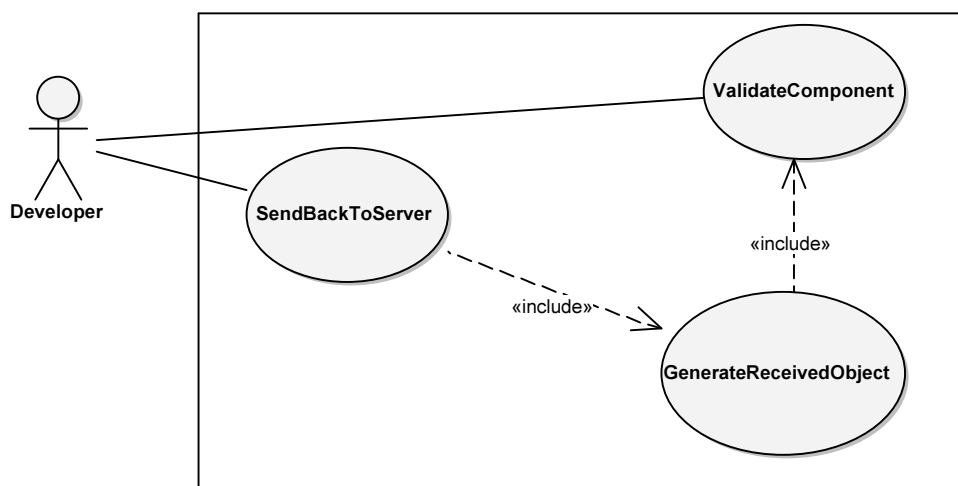 ValidateComponent
Developer
SendBackToServer
«include»
«include»
GenerateReceivedObject